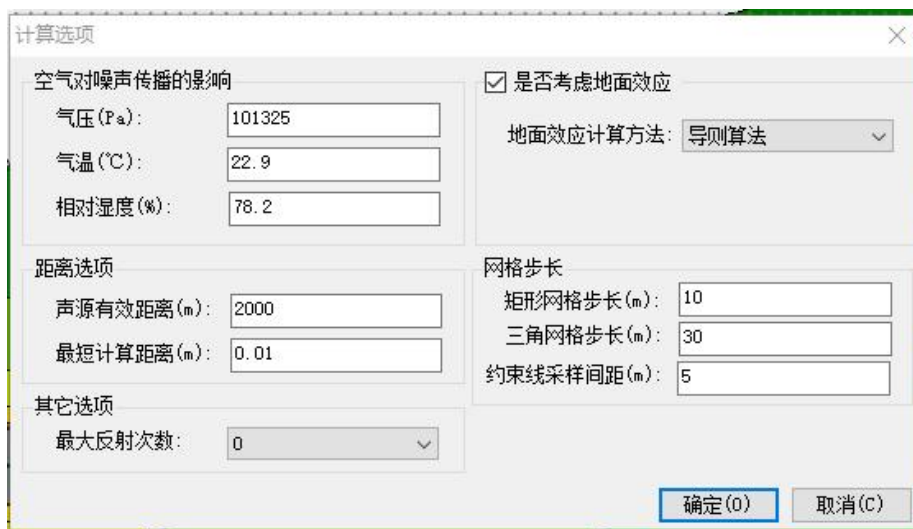 计算选项
空气对噪声传播的影响
气压(Pa): 101325
气温(℃): 22.9
相对湿度(%): 78.2
是否考虑地面效应
地面效应计算方法: 导则算法
距离选项
声源有效距离(m): 2000
最短计算距离(m): 0.01
网格步长
矩形网格步长(m): 10
三角网格步长(m): 30
约束线采样间距(m): 5
其它选项
最大反射次数: 0
确定(O) 取消(C)